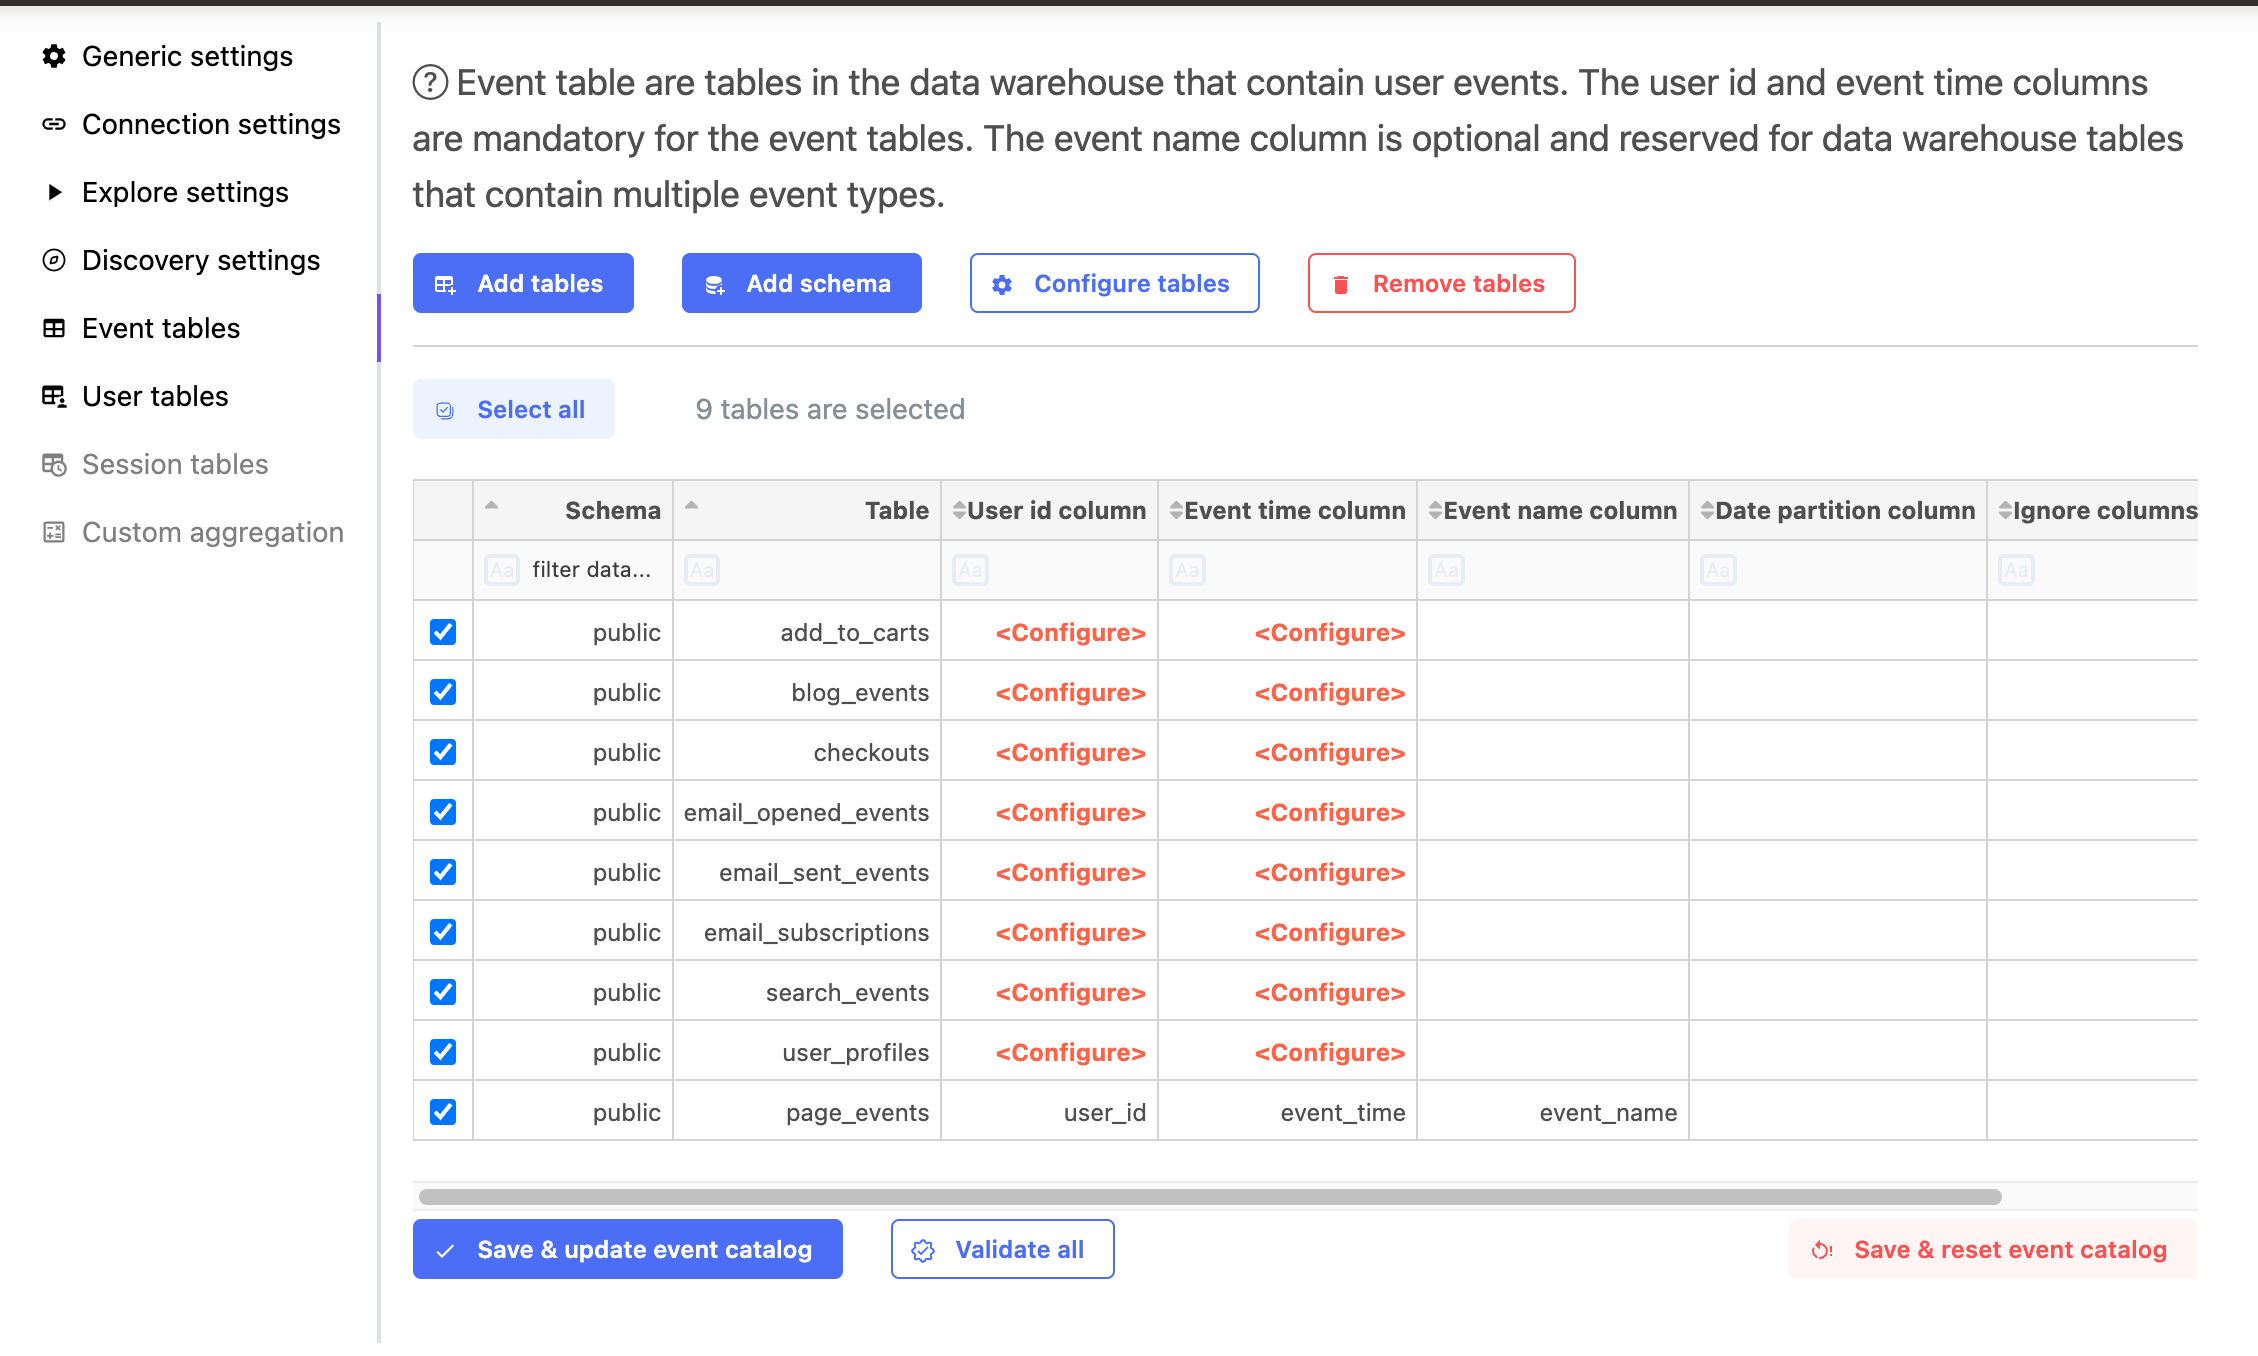 Generic settings
Connection settings
Explore settings
Discovery settings
Event tables
User tables
Session tables
Custom aggregation
? Event table are tables in the data warehouse that contain user events. The user id and event time columns
are mandatory for the event tables. The event name column is optional and reserved for data warehouse tables
that contain multiple event types.
Add tables Add schema Configure tables Remove tables
Select all 9 tables are selected
Schema Table User id column Event time column Event name column Date partition column Ignore columns
Aa filter data... Aa Aa Aa Aa Aa Aa
public add_to_carts <Configure> <Configure>
public blog_events <Configure> <Configure>
public checkouts <Configure> <Configure>
public email_opened_events <Configure> <Configure>
public email_sent_events <Configure> <Configure>
public email_subscriptions <Configure> <Configure>
public search_events <Configure> <Configure>
public user_profiles <Configure> <Configure>
public page_events user_id event_time event_name
Save & update event catalog Validate all Save & reset event catalog